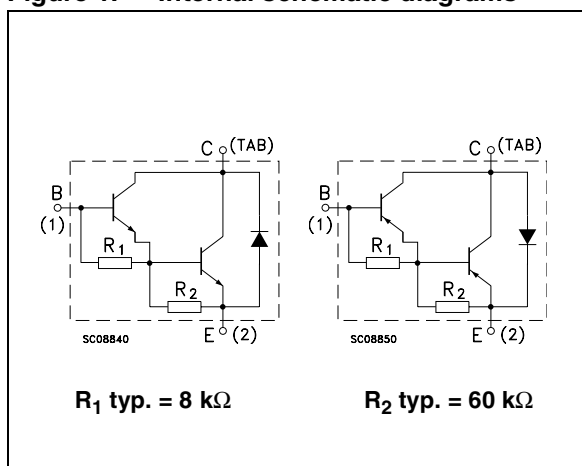 Figure 1. Internal schematic diagrams
C (TAB)
B
(1)
R1
R2
SC08840
E (2)
C (TAB)
B
(1)
R1
R2
SC08850
E (2)
R1 typ. = 8 kΩ
R2 typ. = 60 kΩ